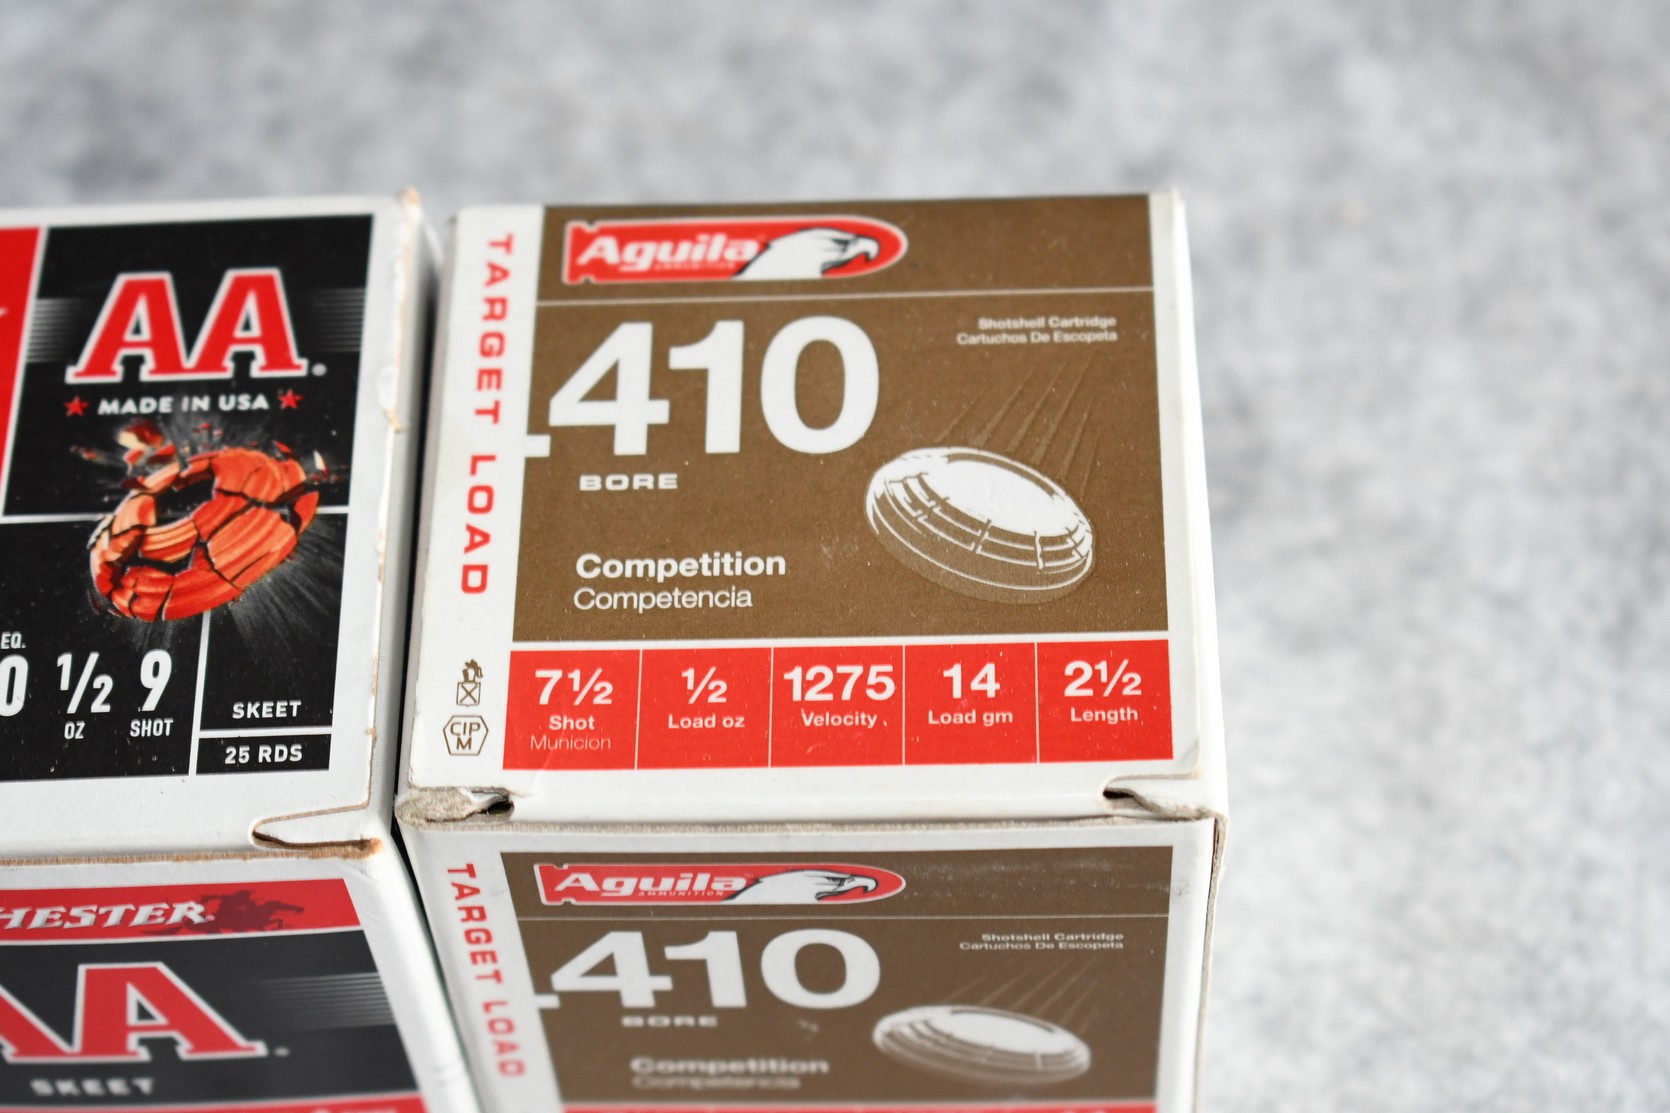 AA
MADE IN USA
EQ.
0 ½ 9
OZ SHOT
SKEET
25 RDS
HESTER
AA
SKEET
TARGET LOAD
Aguila
AMMUNITION
.410
BORE
Shotshell Cartridge
Cartuchos De Escopeta
Competition
Competencia
7½ ½ 1275 14 2½
Shot Load oz Velocity Load gm Length
Municion
CIP
M
TARGET LOAD
Aguila
AMMUNITION
.410
BORE
Shotshell Cartridge
Cartuchos De Escopeta
Competition
Competencia